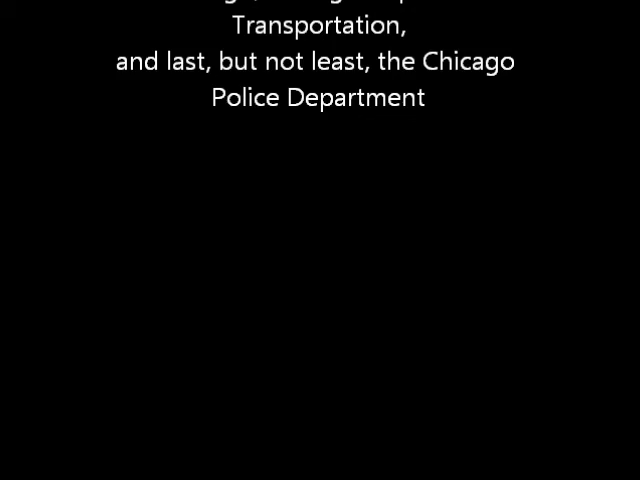 Transportation,
and last, but not least, the Chicago
Police Department